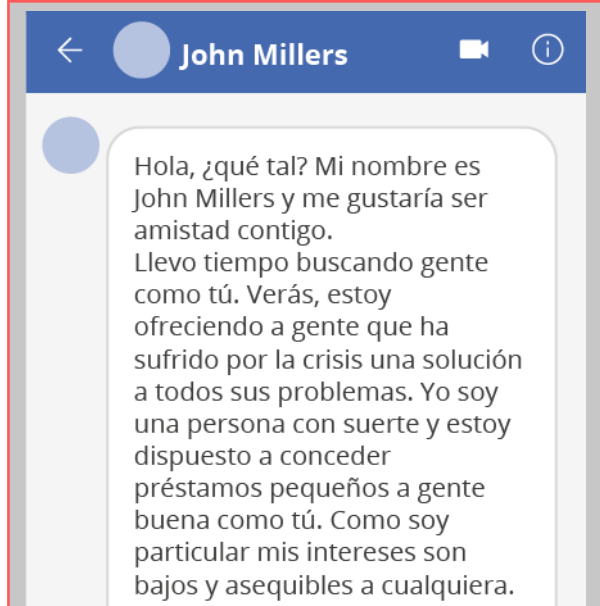 John Millers
Hola, ¿qué tal? Mi nombre es
John Millers y me gustaría ser
amistad contigo.
Llevo tiempo buscando gente
como tú. Verás, estoy
ofreciendo a gente que ha
sufrido por la crisis una solución
a todos sus problemas. Yo soy
una persona con suerte y estoy
dispuesto a conceder
préstamos pequeños a gente
buena como tú. Como soy
particular mis intereses son
bajos y asequibles a cualquiera.